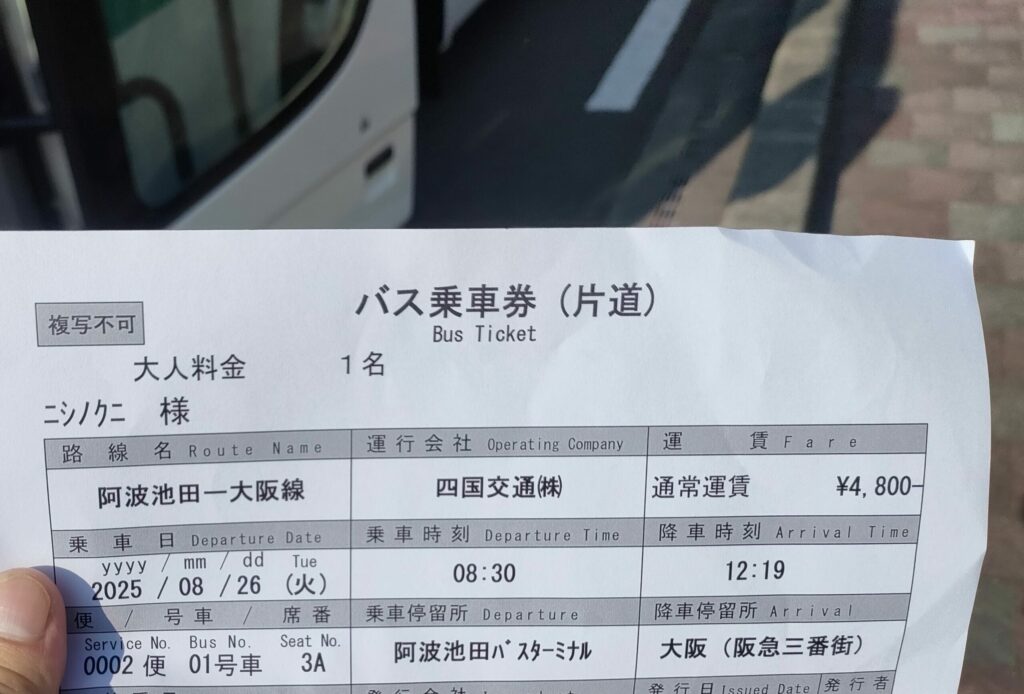 バス乗車券（片道）
Bus Ticket
複写不可
大人料金 1名
ﾆｼﾉｸﾆ 様
路線名 Route Name 運行会社 Operating Company 運賃 Fare
阿波池田ー大阪線 四国交通㈱ 通常運賃 ¥4,800-
乗車日 Departure Date 乗車時刻 Departure Time 降車時刻 Arrival Time
yyyy / mm / dd Tue
2025 / 08 / 26 (火) 08:30 12:19
便 / 号車 / 席番 乗車停留所 Departure 降車停留所 Arrival
Service No. Bus No. Seat No.
0002 便 01号車 3A 阿波池田ﾊﾞｽﾀｰﾐﾅﾙ 大阪（阪急三番街）
運行会社 発行日 Issued Date 発行者